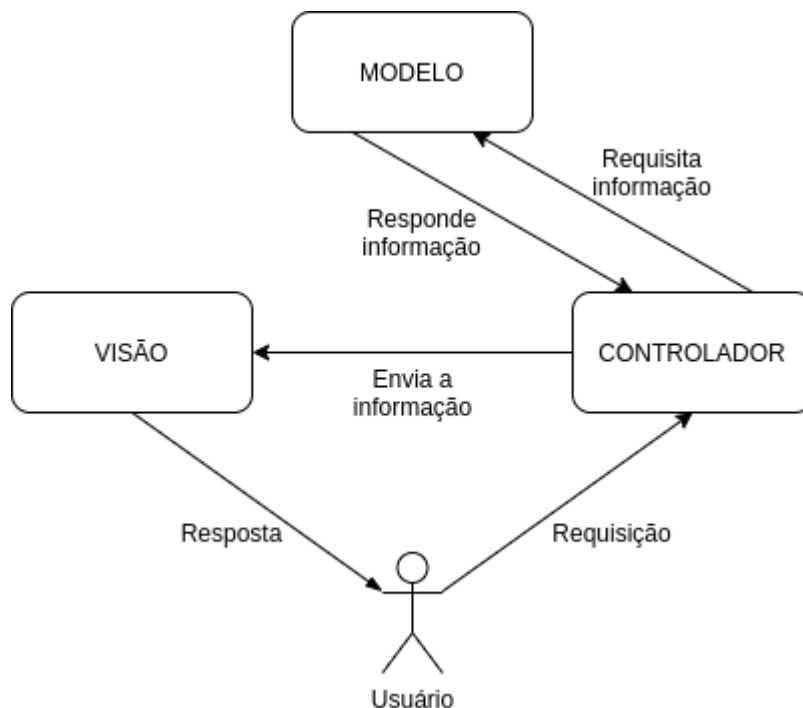 MODELO
Requisita
informação
Responde
informação
VISÃO
CONTROLADOR
Envia a
informação
Resposta
Requisição
Usuário